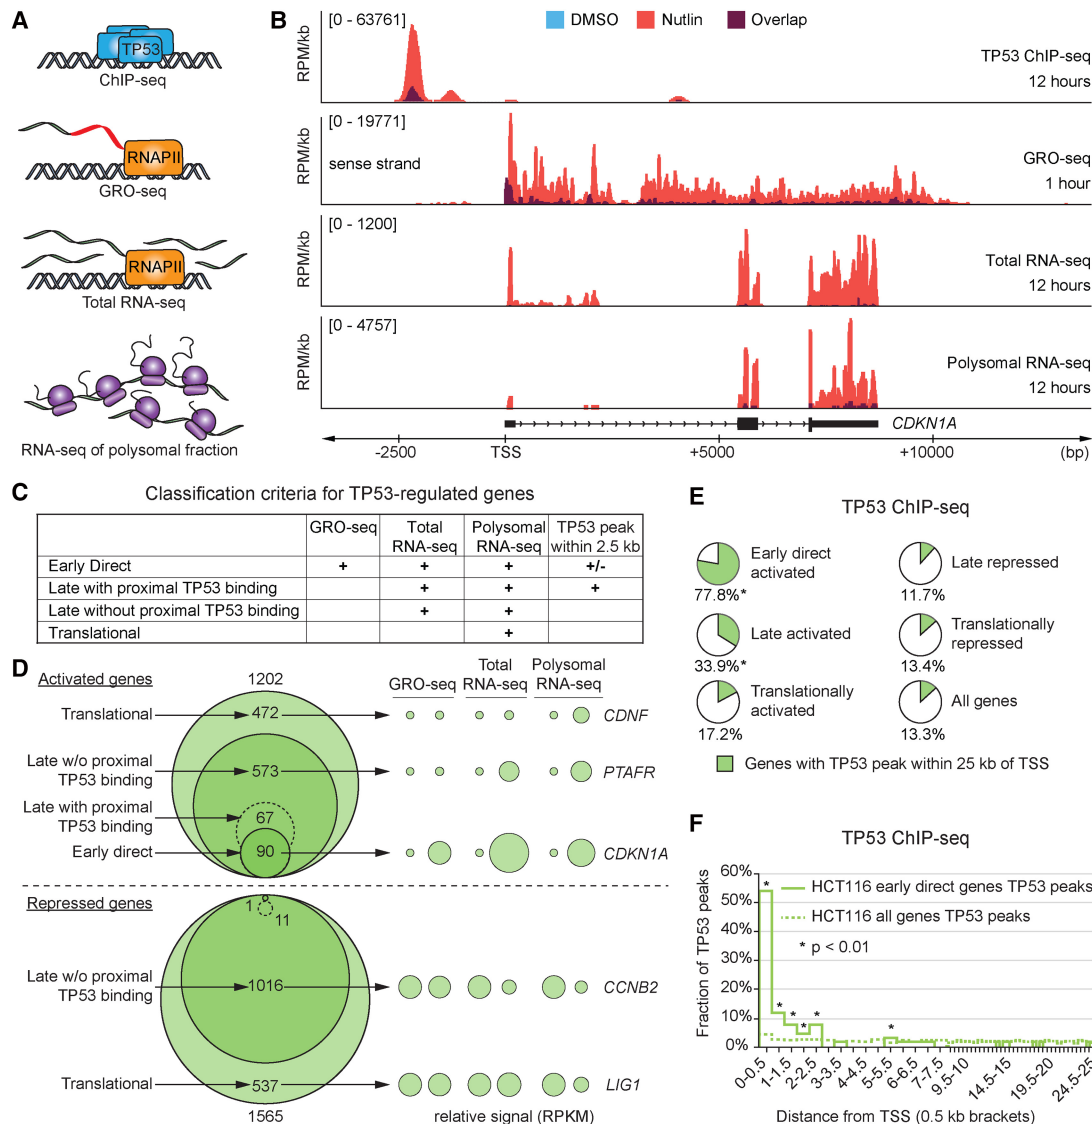 A
TP53
ChIP-seq
RNAPII
GRO-seq
RNAPII
Total RNA-seq
RNA-seq of polysomal fraction
B
DMSO Nutlin Overlap
RPM/kb
[0 - 63761]
TP53 ChIP-seq
12 hours
RPM/kb
[0 - 19771]
sense strand
GRO-seq
1 hour
RPM/kb
[0 - 1200]
Total RNA-seq
12 hours
RPM/kb
[0 - 4757]
Polysomal RNA-seq
12 hours
CDKN1A
-2500 TSS +5000 +10000 (bp)
C
Classification criteria for TP53-regulated genes
GRO-seq Total RNA-seq Polysomal RNA-seq TP53 peak within 2.5 kb
Early Direct + + + +/-
Late with proximal TP53 binding + + +
Late without proximal TP53 binding + +
Translational +
D
Activated genes
1202
GRO-seq
Total
RNA-seq
Polysomal
RNA-seq
Translational 472 CDNF
Late w/o proximal
TP53 binding
573 PTAFR
Late with proximal
TP53 binding
67
Early direct 90 CDKN1A
Repressed genes
1
11
Late w/o proximal
TP53 binding
1016 CCNB2
Translational 537 LIG1
1565
relative signal (RPKM)
E
TP53 ChIP-seq
Early direct
activated
77.8%*
Late repressed
11.7%
Late activated
33.9%*
Translationally
repressed
13.4%
Translationally
activated
17.2%
All genes
13.3%
Genes with TP53 peak within 25 kb of TSS
F
TP53 ChIP-seq
Fraction of TP53 peaks
60%
50%
40%
30%
20%
10%
0%
HCT116 early direct genes TP53 peaks
HCT116 all genes TP53 peaks
* p < 0.01
* * * * * *
0-0.5 1-1.5 2-2.5 3-3.5 4-4.5 5-5.5 6-6.5 7-7.5 9.5-10 14.5-15 19.5-20 24.5-25
Distance from TSS (0.5 kb brackets)